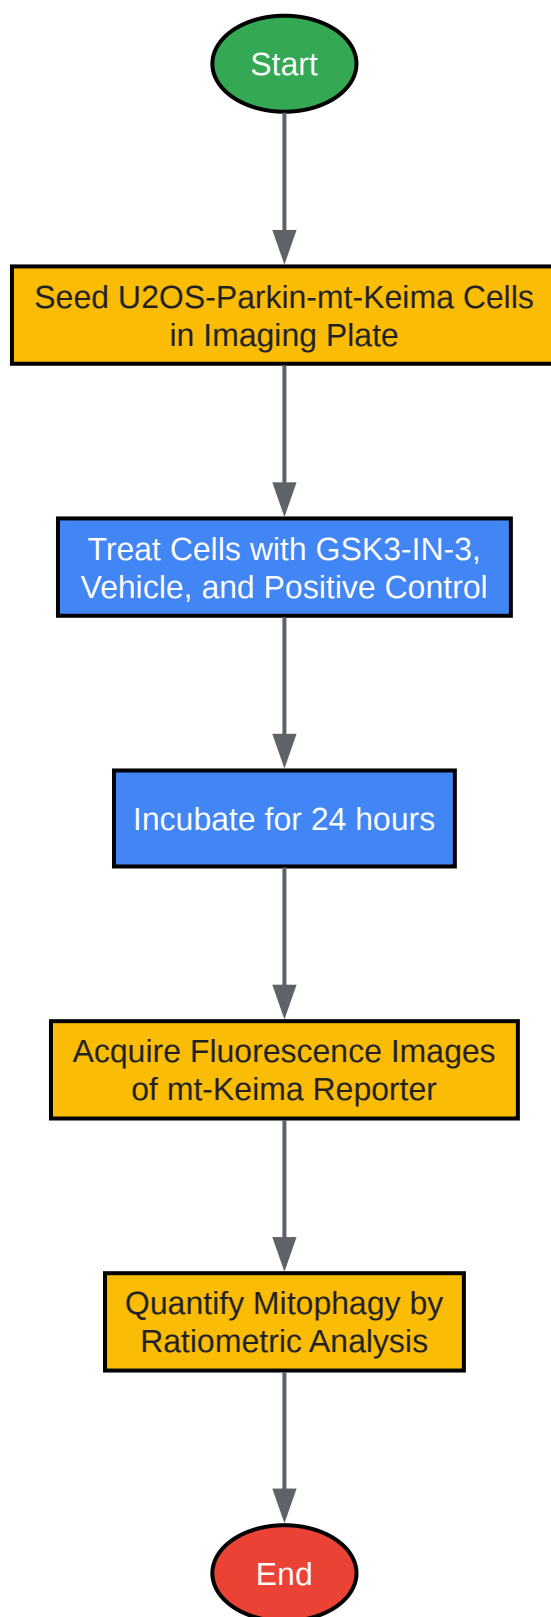 Start
Seed U2OS-Parkin-mt-Keima Cells
in Imaging Plate
Treat Cells with GSK3-IN-3,
Vehicle, and Positive Control
Incubate for 24 hours
Acquire Fluorescence Images
of mt-Keima Reporter
Quantify Mitophagy by
Ratiometric Analysis
End